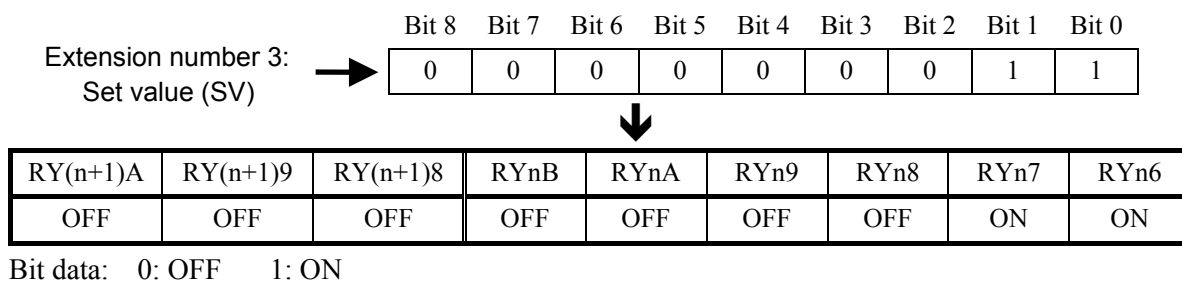 Bit 8 Bit 7 Bit 6 Bit 5 Bit 4 Bit 3 Bit 2 Bit 1 Bit 0
Extension number 3:
Set value (SV)
0 0 0 0 0 0 0 1 1
RY(n+1)A RY(n+1)9 RY(n+1)8 RYnB RYnA RYn9 RYn8 RYn7 RYn6
OFF OFF OFF OFF OFF OFF OFF ON ON
Bit data: 0: OFF 1: ON